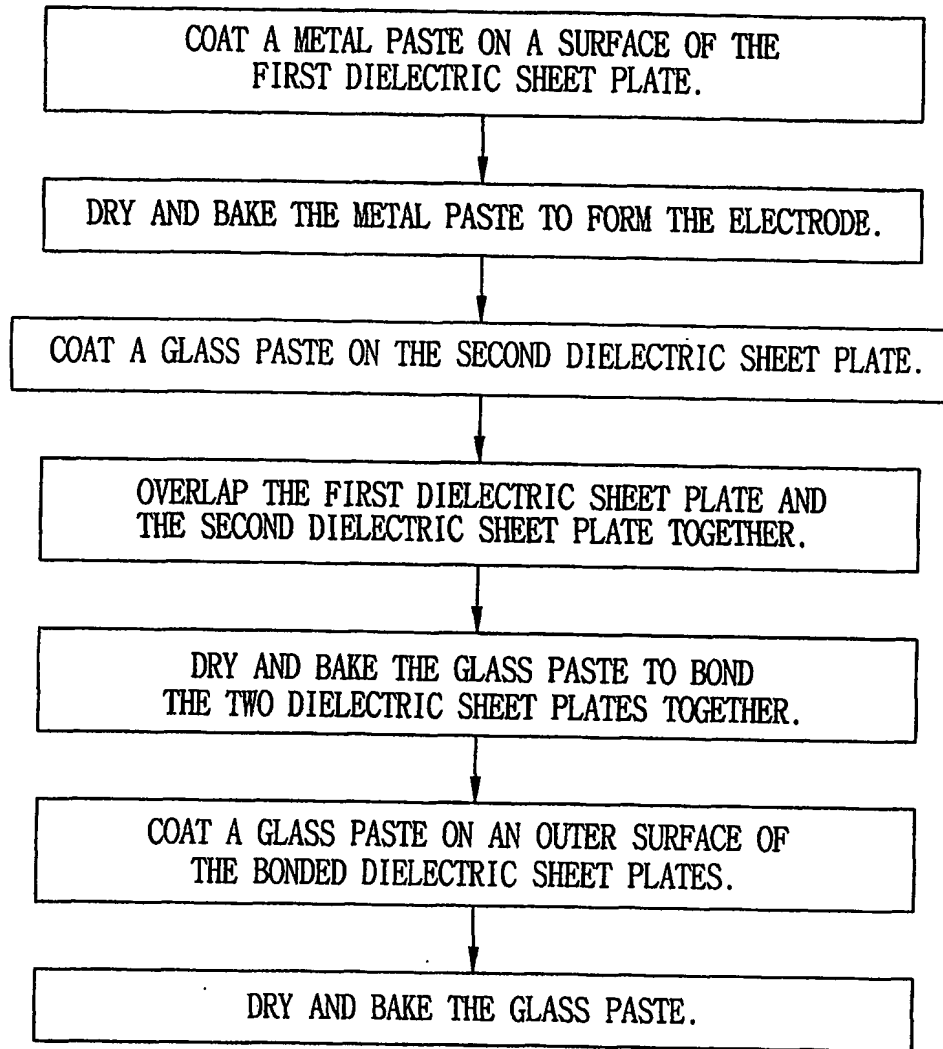 COAT A METAL PASTE ON A SURFACE OF THE
FIRST DIELECTRIC SHEET PLATE.
DRY AND BAKE THE METAL PASTE TO FORM THE ELECTRODE.
COAT A GLASS PASTE ON THE SECOND DIELECTRIC SHEET PLATE.
OVERLAP THE FIRST DIELECTRIC SHEET PLATE AND
THE SECOND DIELECTRIC SHEET PLATE TOGETHER.
DRY AND BAKE THE GLASS PASTE TO BOND
THE TWO DIELECTRIC SHEET PLATES TOGETHER.
COAT A GLASS PASTE ON AN OUTER SURFACE OF
THE BONDED DIELECTRIC SHEET PLATES.
DRY AND BAKE THE GLASS PASTE.